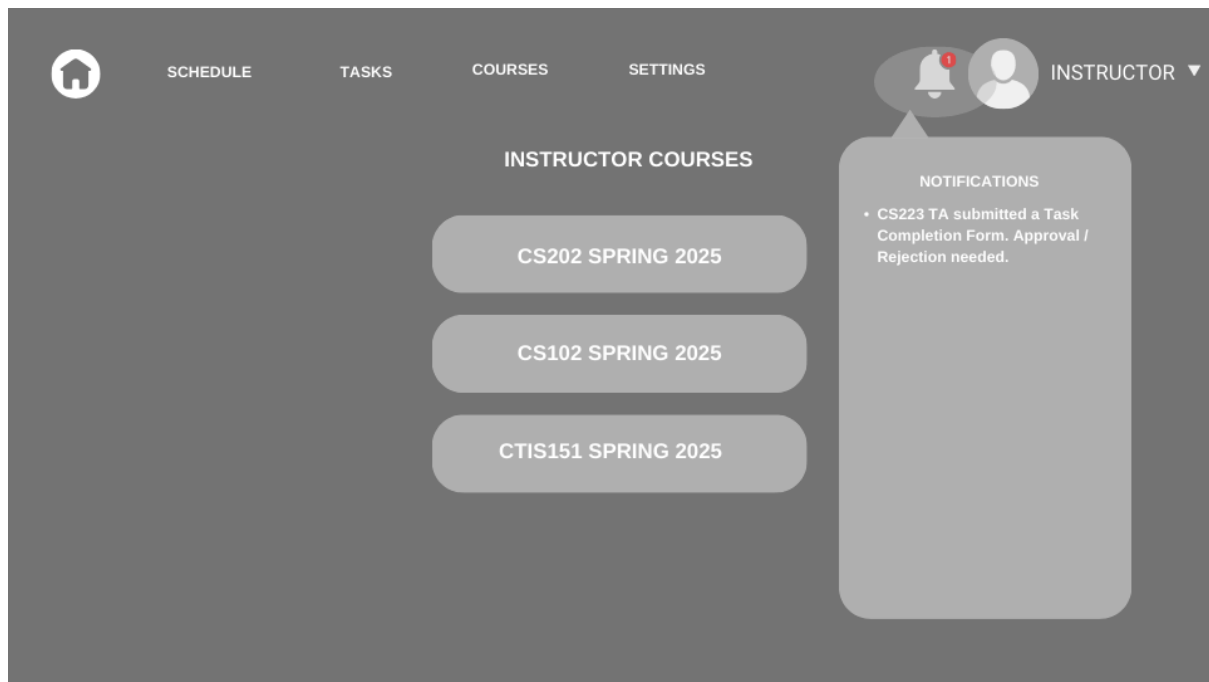 SCHEDULE
TASKS
COURSES
SETTINGS
1
INSTRUCTOR ▼
INSTRUCTOR COURSES
CS202 SPRING 2025
CS102 SPRING 2025
CTIS151 SPRING 2025
NOTIFICATIONS
• CS223 TA submitted a Task
Completion Form. Approval /
Rejection needed.